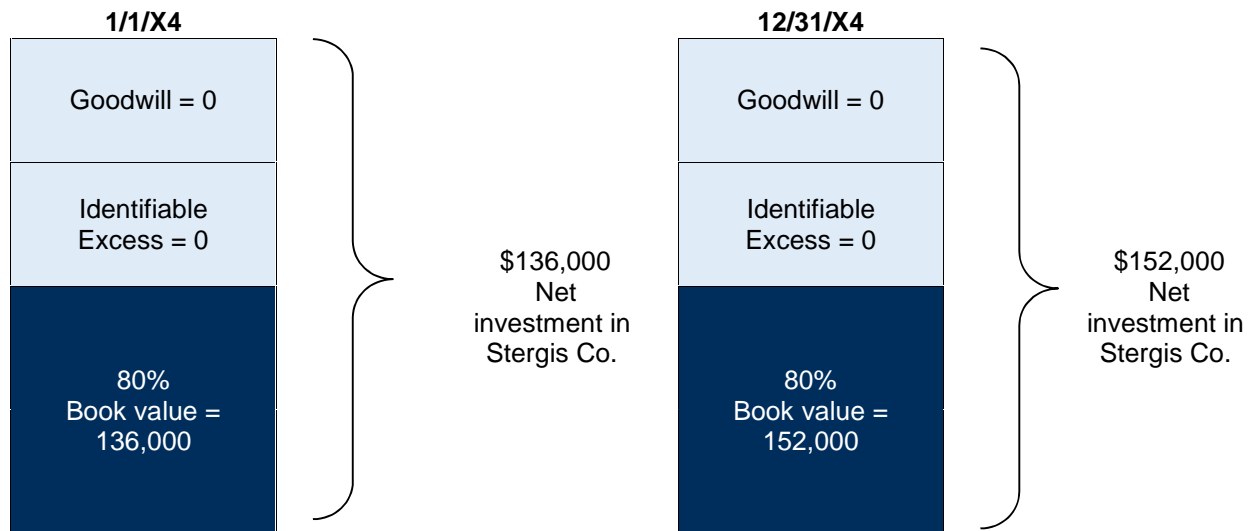 1/1/X4
Goodwill = 0
Identifiable
Excess = 0
80%
Book value =
136,000
$136,000
Net
investment in
Stergis Co.
12/31/X4
Goodwill = 0
Identifiable
Excess = 0
80%
Book value =
152,000
$152,000
Net
investment in
Stergis Co.